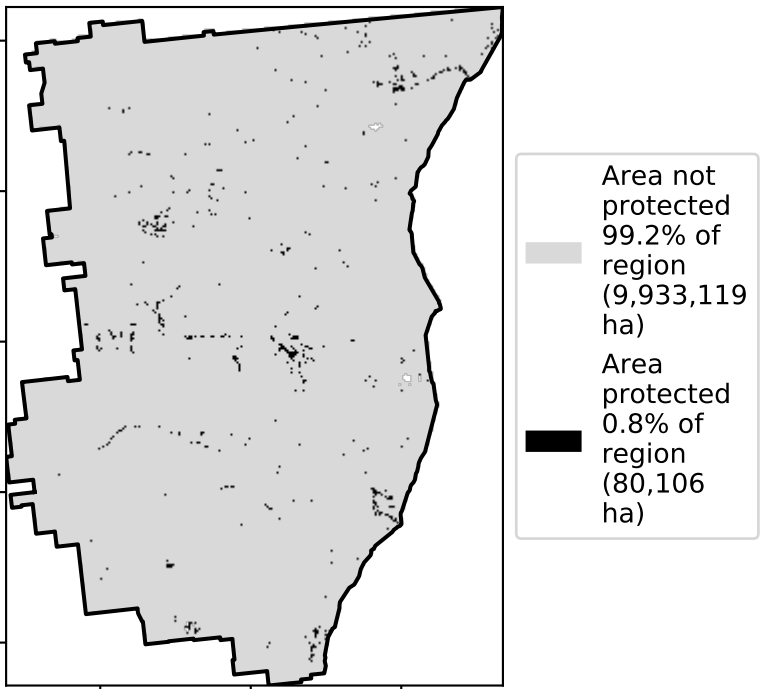 Area not
protected
99.2% of
region
(9,933,119
ha)
Area
protected
0.8% of
region
(80,106
ha)